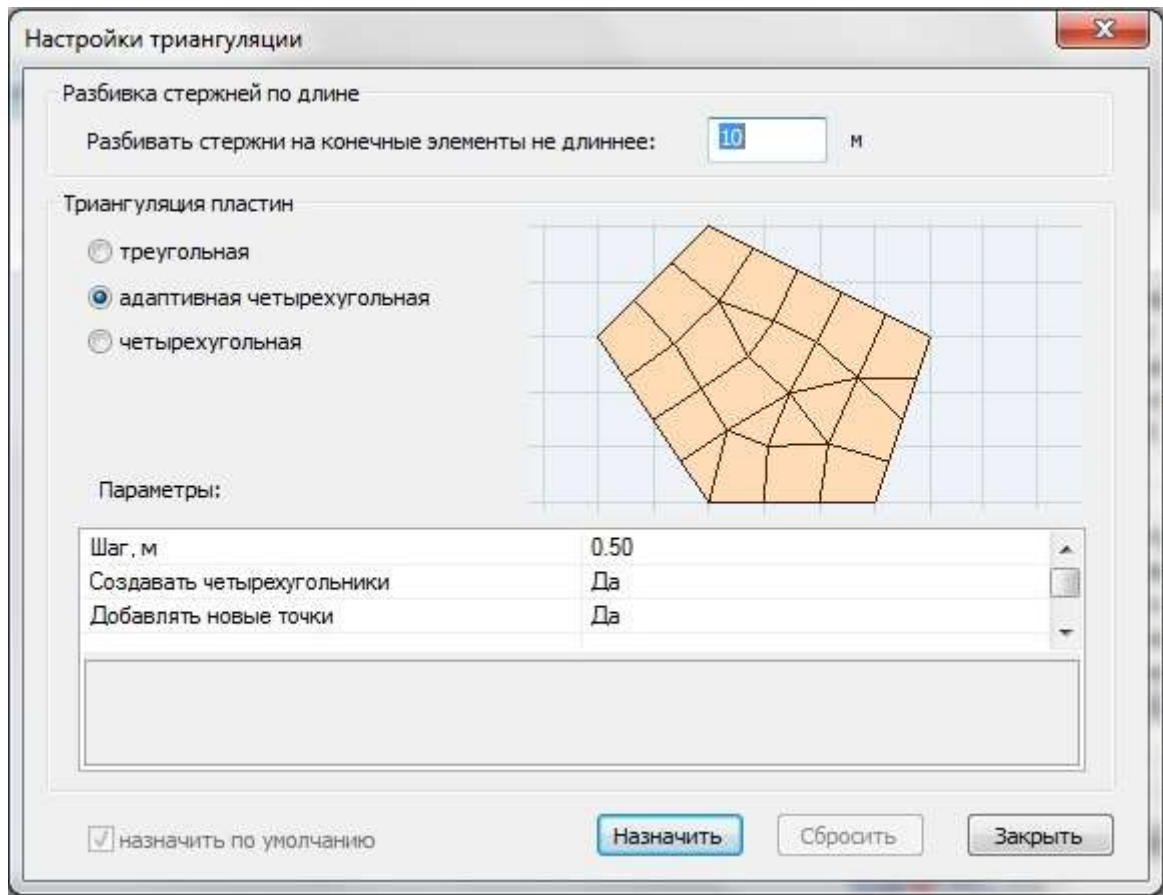 Настройки триангуляции
Разбивка стержней по длине
Разбивать стержни на конечные элементы не длиннее: 10 м
Триангуляция пластин
треугольная
адаптивная четырехугольная
четырехугольная
Параметры:
Шаг, м 0.50
Создавать четырехугольники Да
Добавлять новые точки Да
назначить по умолчанию Назначить Сбросить Закрыть